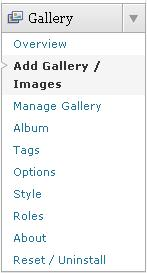 Gallery
Overview
Add Gallery /
Images
Manage Gallery
Album
Tags
Options
Style
Roles
About
Reset / Uninstall